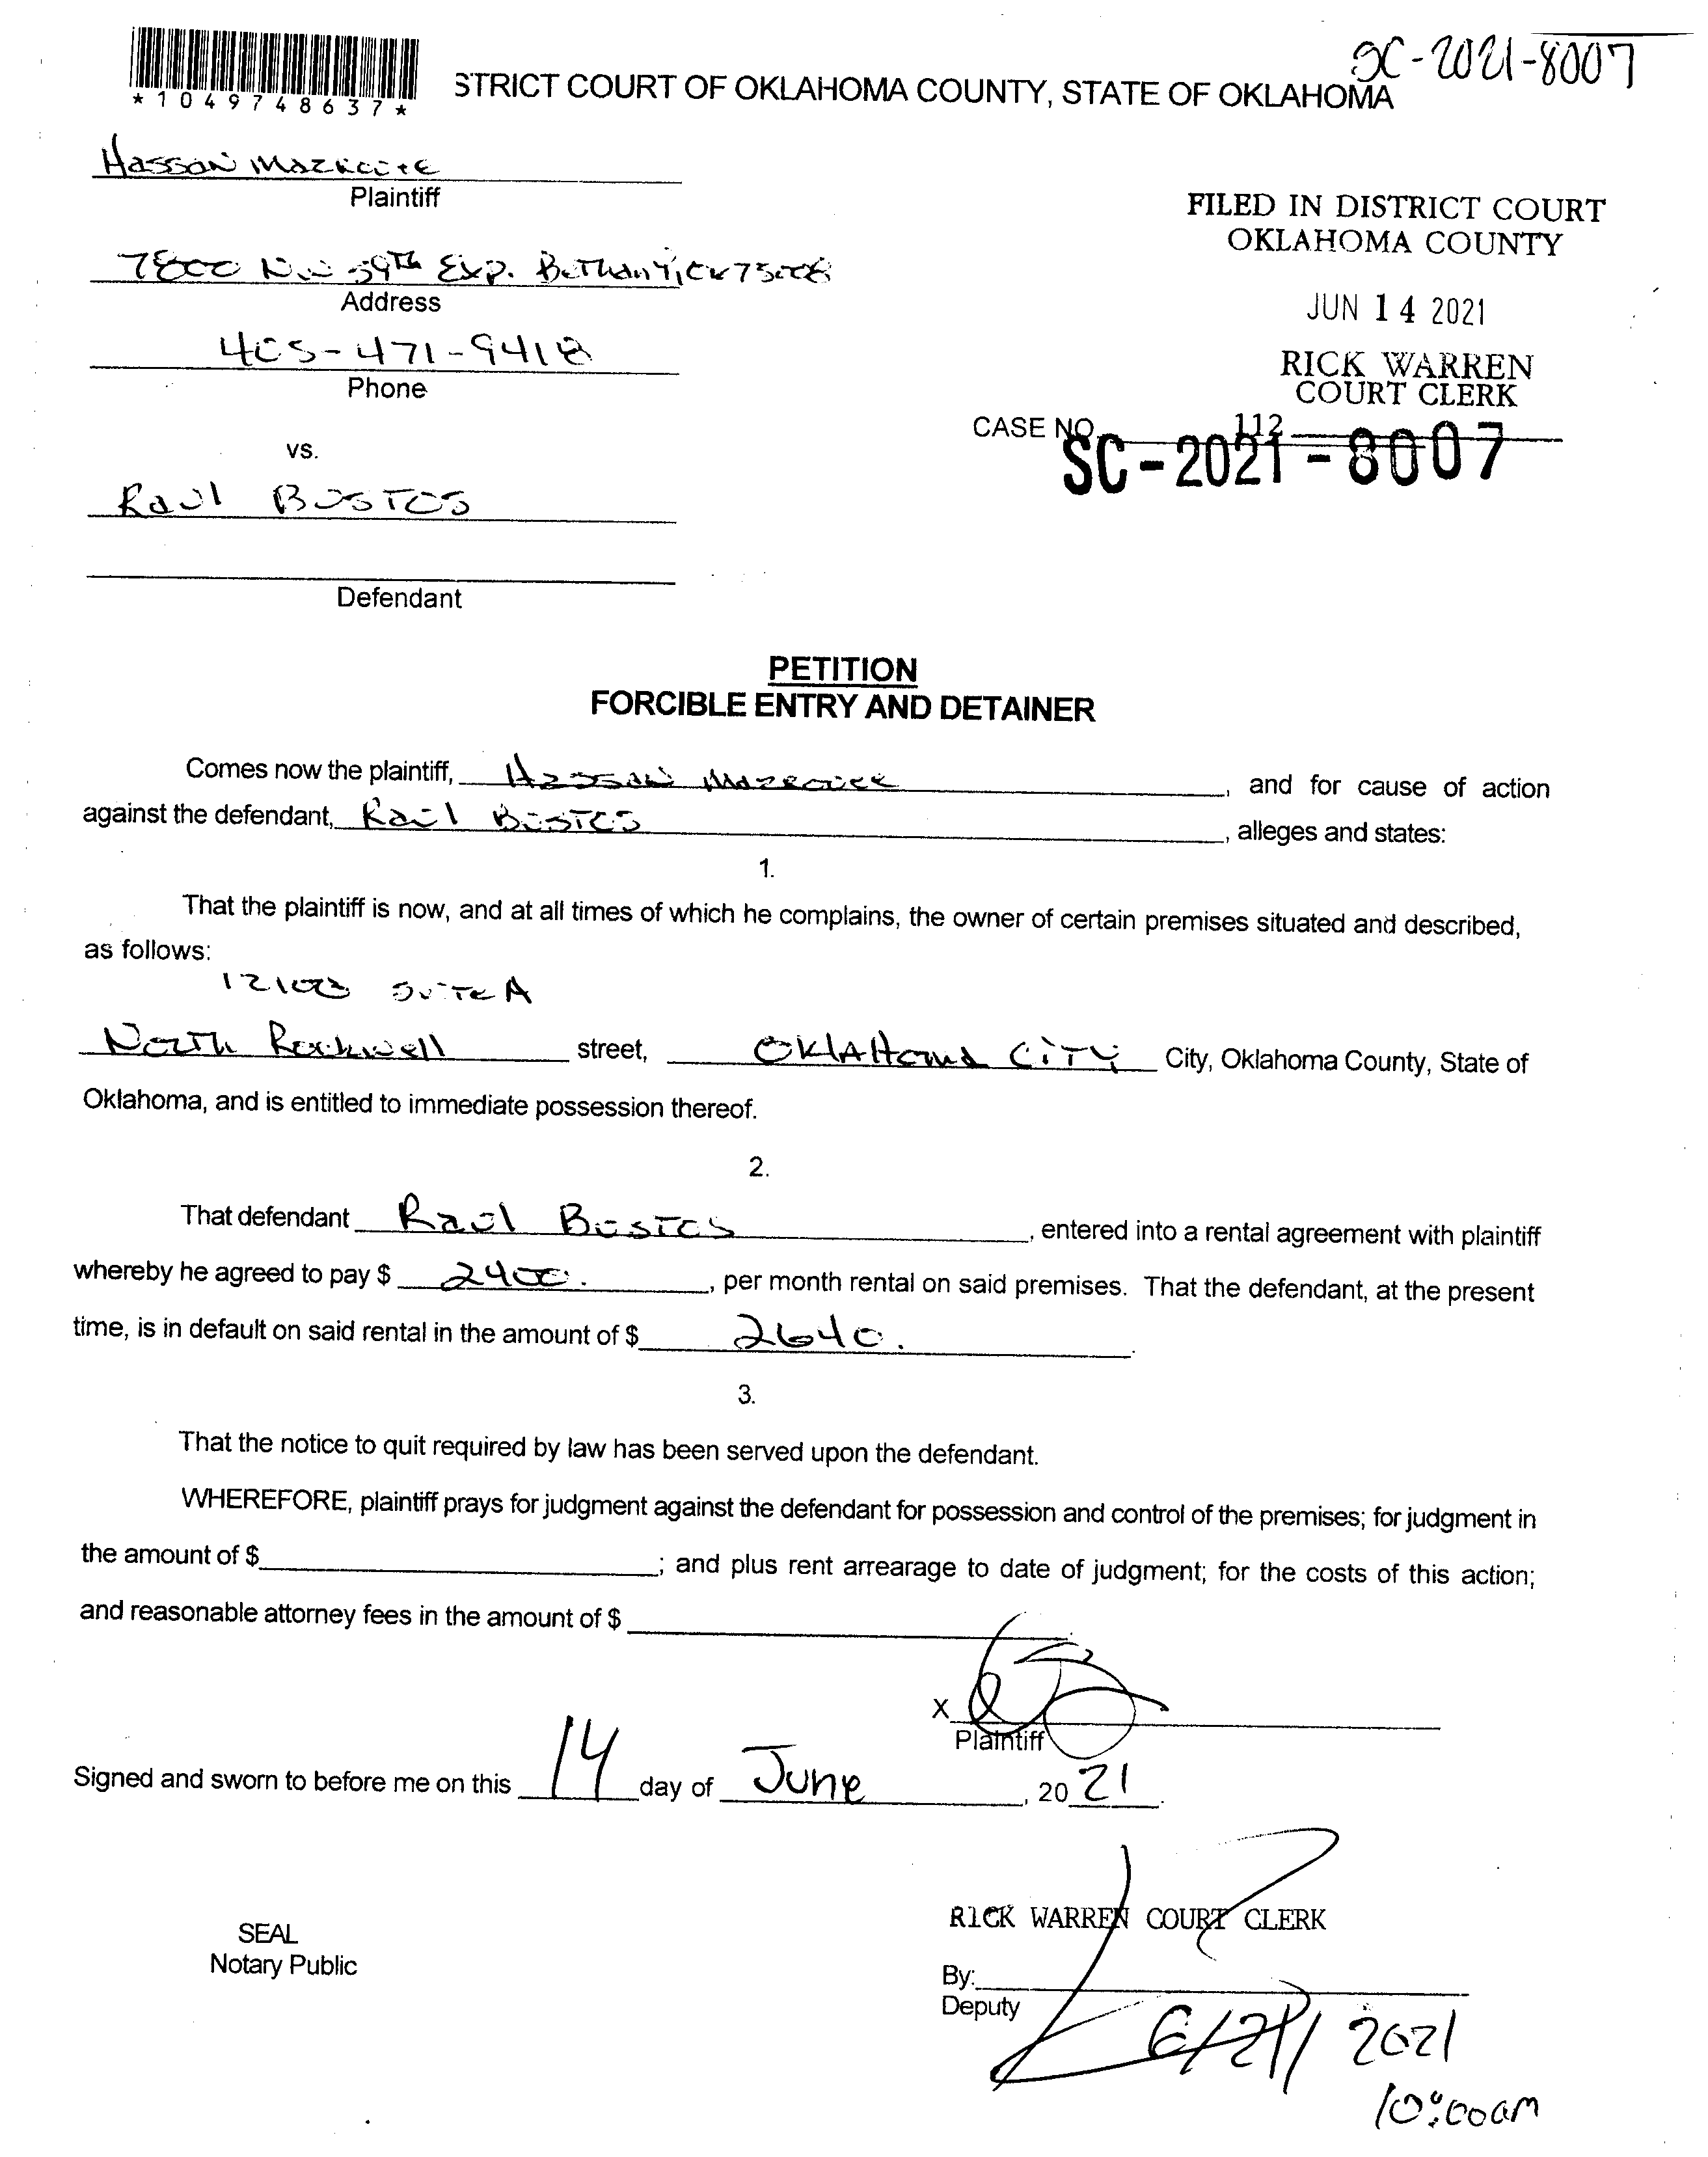 SC-2021-8007
*1049748637*
STRICT COURT OF OKLAHOMA COUNTY, STATE OF OKLAHOMA
Hassan
Plaintiff
FILED IN DISTRICT COURT
OKLAHOMA COUNTY
7800 N.W 39th Exp. Bethany, OK 73008
Address
JUN 14 2021
405-471-9418
Phone
RICK WARREN
COURT CLERK
112
CASE NO.
SC-2021-8007
vs.
Raul Bustos
Defendant
PETITION
FORCIBLE ENTRY AND DETAINER
Comes now the plaintiff, Hassan , and for cause of action
against the defendant, Raul Bustos , alleges and states:
1.
That the plaintiff is now, and at all times of which he complains, the owner of certain premises situated and described,
as follows:
12100 Suite A
North Rockwell street, Oklahoma City City, Oklahoma County, State of
Oklahoma, and is entitled to immediate possession thereof.
2.
That defendant Raul Bustos , entered into a rental agreement with plaintiff
whereby he agreed to pay $ 2400. , per month rental on said premises. That the defendant, at the present
time, is in default on said rental in the amount of $ 2640. .
3.
That the notice to quit required by law has been served upon the defendant.
WHEREFORE, plaintiff prays for judgment against the defendant for possession and control of the premises; for judgment in
the amount of $ ; and plus rent arrearage to date of judgment; for the costs of this action;
and reasonable attorney fees in the amount of $ .
X
Plaintiff
Signed and sworn to before me on this 14 day of June , 20 21 .
RICK WARREN COURT CLERK
SEAL
Notary Public
By:
Deputy
6/21/2021
10:00am